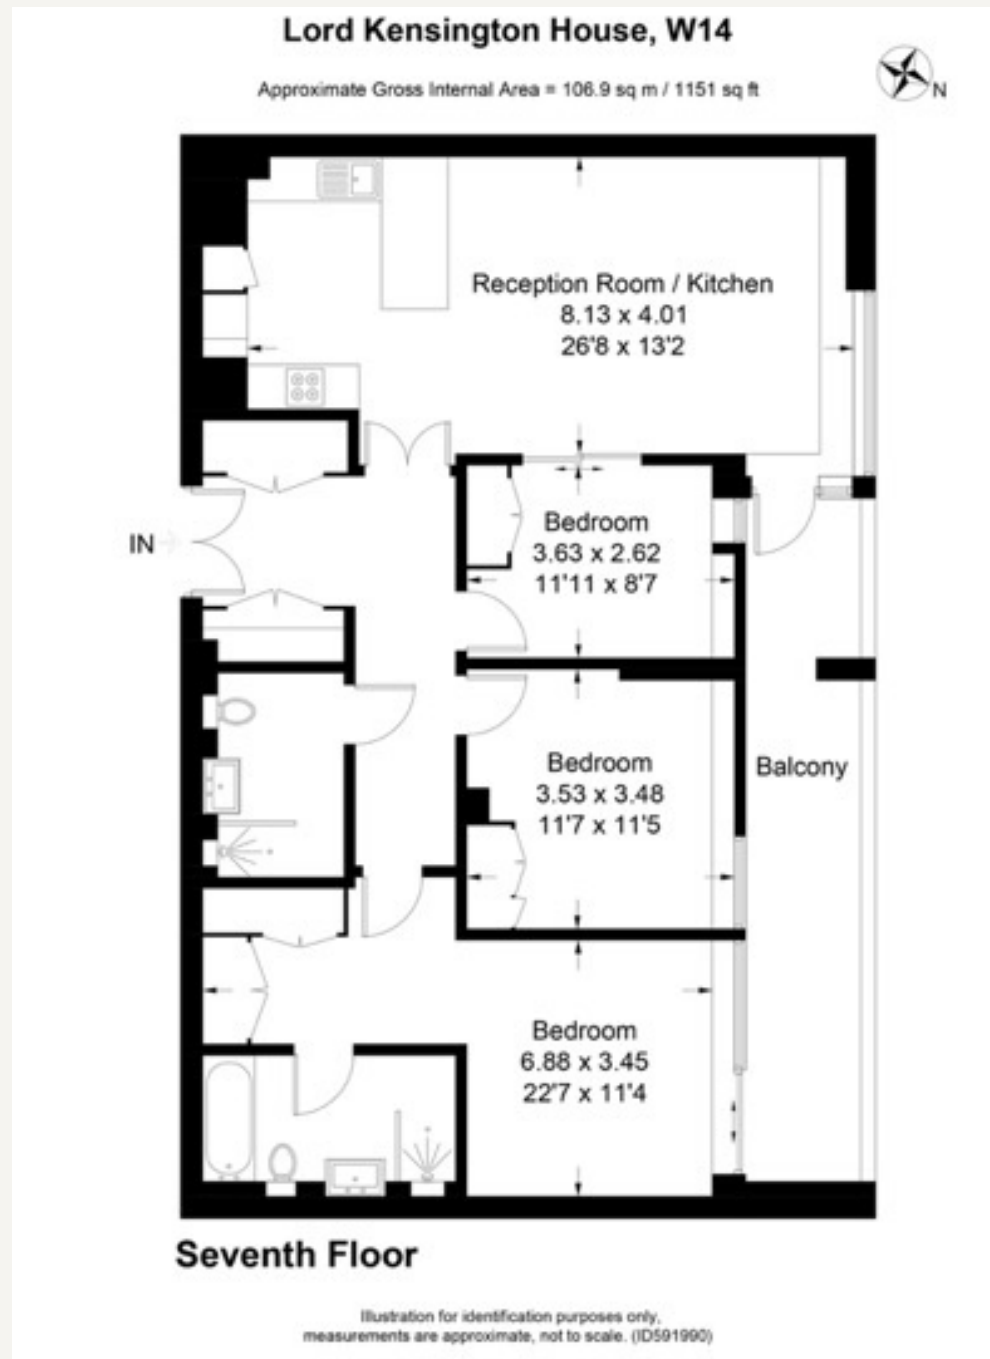 Lord Kensington House, W14
Approximate Gross Internal Area = 106.9 sq m / 1151 sq ft
N
Reception Room / Kitchen
8.13 x 4.01
26'8 x 13'2
IN
Bedroom
3.63 x 2.62
11'11 x 8'7
Bedroom
3.53 x 3.48
11'7 x 11'5
Balcony
Bedroom
6.88 x 3.45
22'7 x 11'4
Seventh Floor
Illustration for identification purposes only,
measurements are approximate, not to scale. (ID591990)